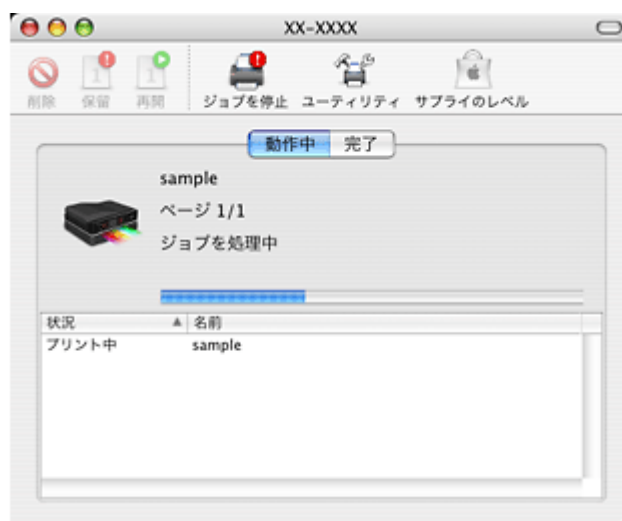 XX-XXXX
削除 保留 再開 ジョブを停止 ユーティリティ サプライのレベル
動作中 完了
sample
ページ 1/1
ジョブを処理中
状況 名前
プリント中 sample